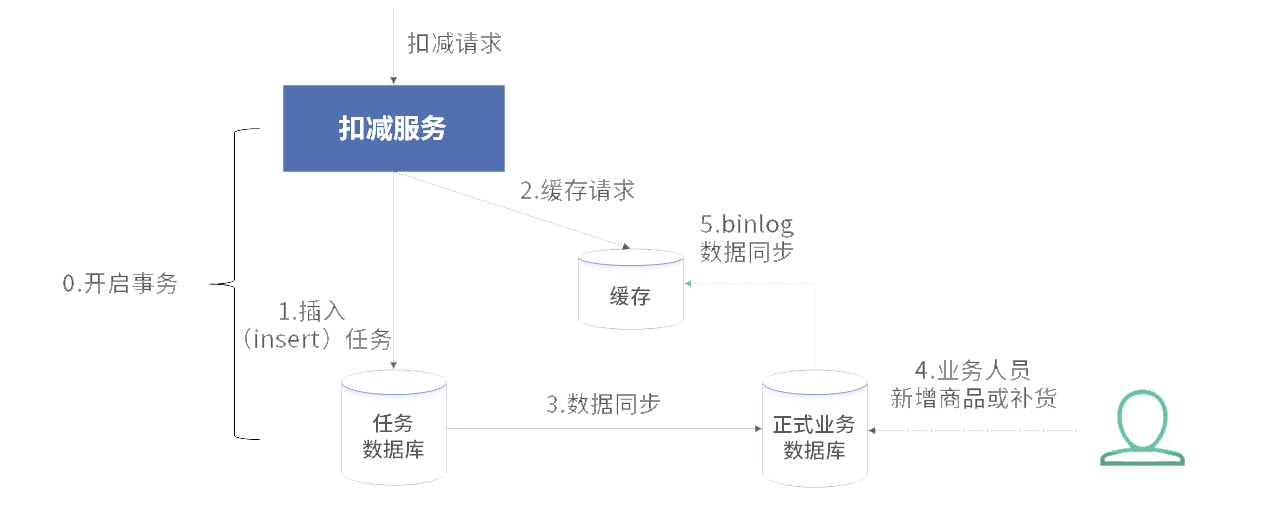 扣减请求
扣减服务
2.缓存请求
5.binlog
数据同步
0.开启事务
缓存
1.插入
（insert）任务
4.业务人员
新增商品或补货
3.数据同步
任务
数据库
正式业务
数据库